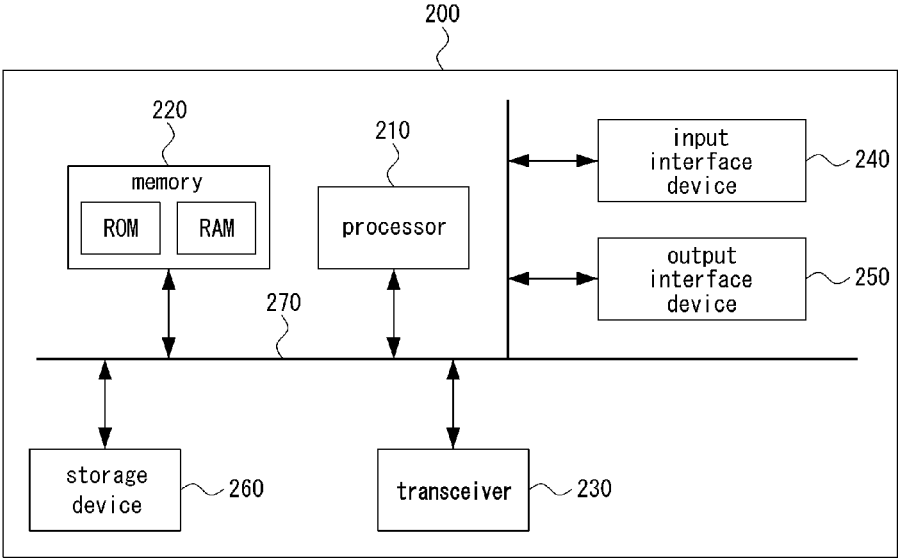 200
220
210
memory
ROM
RAM
processor
input
interface
device
240
output
interface
device
250
270
storage
device
260
transceiver
230